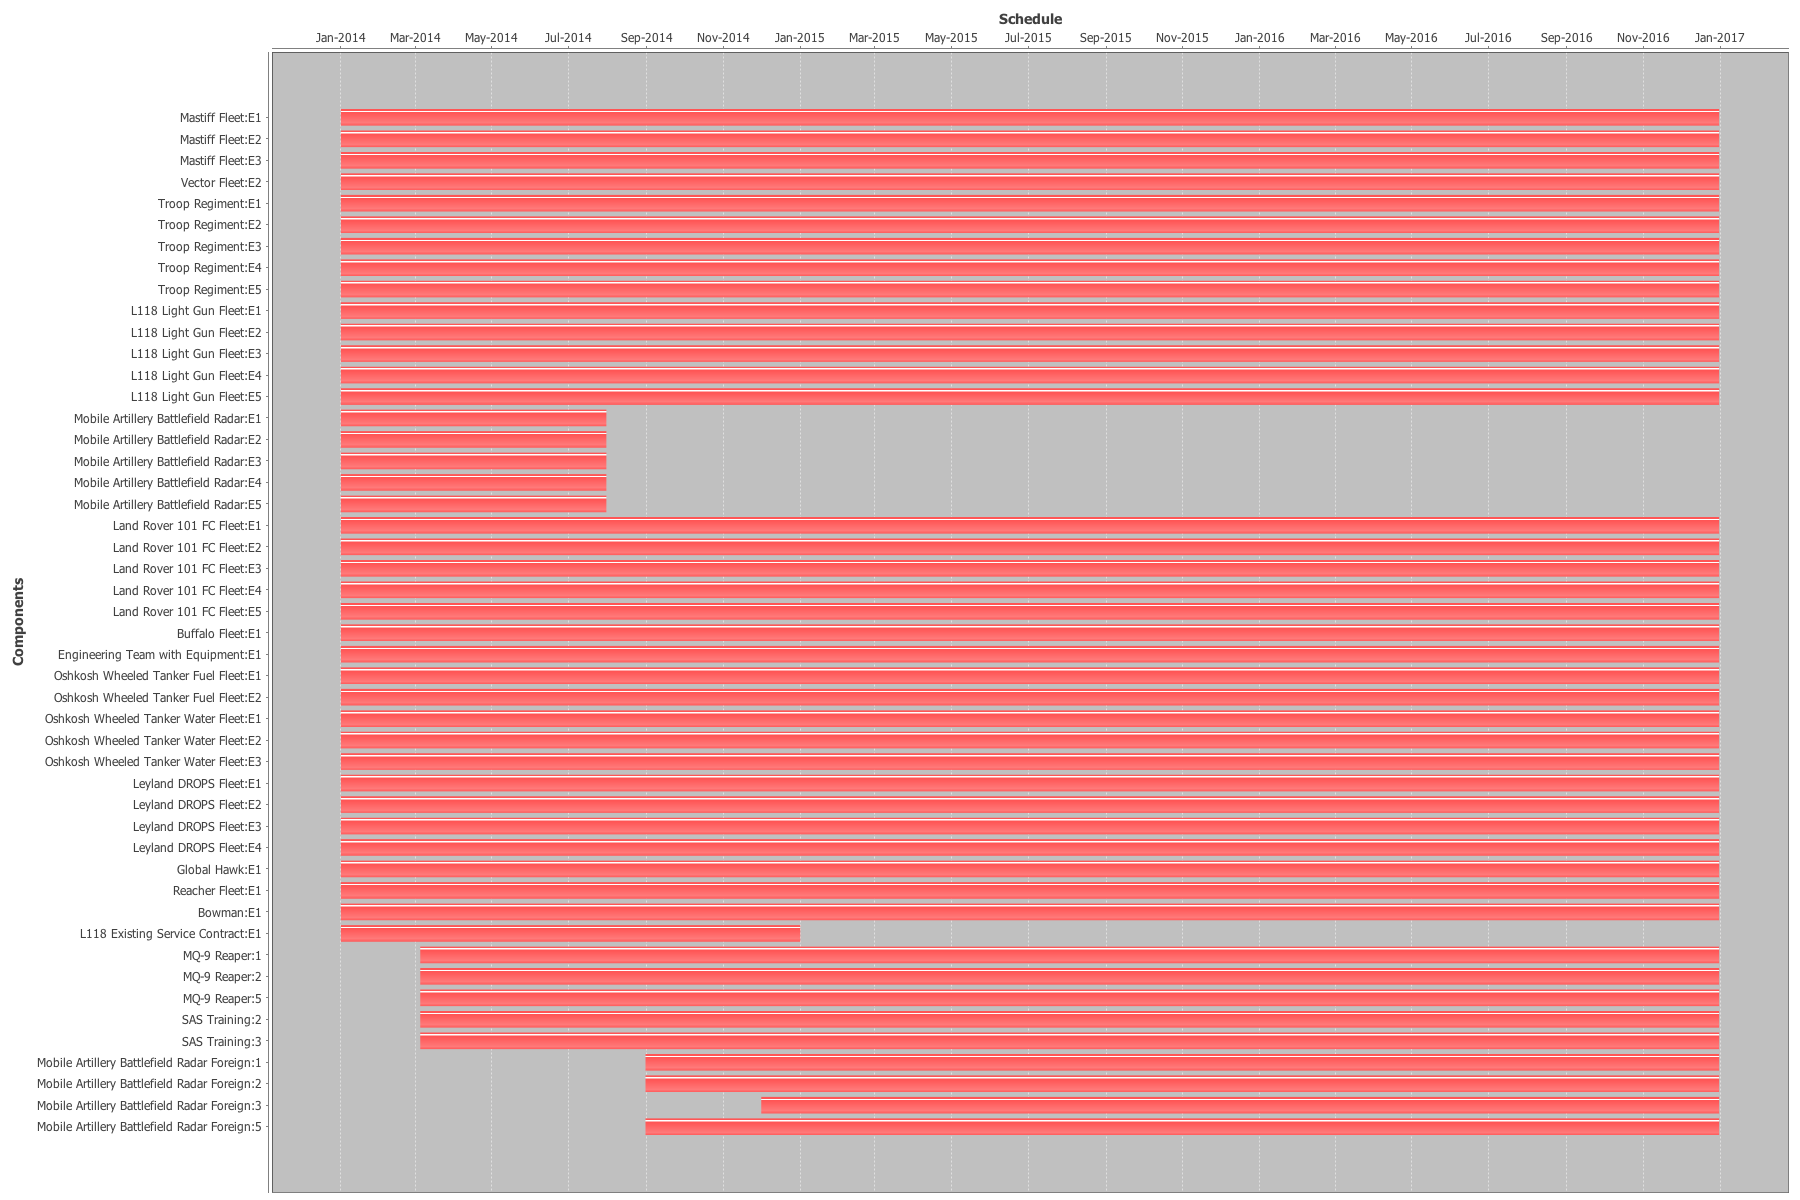 Schedule
Jan-2014 Mar-2014 May-2014 Jul-2014 Sep-2014 Nov-2014 Jan-2015 Mar-2015 May-2015 Jul-2015 Sep-2015 Nov-2015 Jan-2016 Mar-2016 May-2016 Jul-2016 Sep-2016 Nov-2016 Jan-2017
Components
Mastiff Fleet:E1
Mastiff Fleet:E2
Mastiff Fleet:E3
Vector Fleet:E2
Troop Regiment:E1
Troop Regiment:E2
Troop Regiment:E3
Troop Regiment:E4
Troop Regiment:E5
L118 Light Gun Fleet:E1
L118 Light Gun Fleet:E2
L118 Light Gun Fleet:E3
L118 Light Gun Fleet:E4
L118 Light Gun Fleet:E5
Mobile Artillery Battlefield Radar:E1
Mobile Artillery Battlefield Radar:E2
Mobile Artillery Battlefield Radar:E3
Mobile Artillery Battlefield Radar:E4
Mobile Artillery Battlefield Radar:E5
Land Rover 101 FC Fleet:E1
Land Rover 101 FC Fleet:E2
Land Rover 101 FC Fleet:E3
Land Rover 101 FC Fleet:E4
Land Rover 101 FC Fleet:E5
Buffalo Fleet:E1
Engineering Team with Equipment:E1
Oshkosh Wheeled Tanker Fuel Fleet:E1
Oshkosh Wheeled Tanker Fuel Fleet:E2
Oshkosh Wheeled Tanker Water Fleet:E1
Oshkosh Wheeled Tanker Water Fleet:E2
Oshkosh Wheeled Tanker Water Fleet:E3
Leyland DROPS Fleet:E1
Leyland DROPS Fleet:E2
Leyland DROPS Fleet:E3
Leyland DROPS Fleet:E4
Global Hawk:E1
Reacher Fleet:E1
Bowman:E1
L118 Existing Service Contract:E1
MQ-9 Reaper:1
MQ-9 Reaper:2
MQ-9 Reaper:5
SAS Training:2
SAS Training:3
Mobile Artillery Battlefield Radar Foreign:1
Mobile Artillery Battlefield Radar Foreign:2
Mobile Artillery Battlefield Radar Foreign:3
Mobile Artillery Battlefield Radar Foreign:5